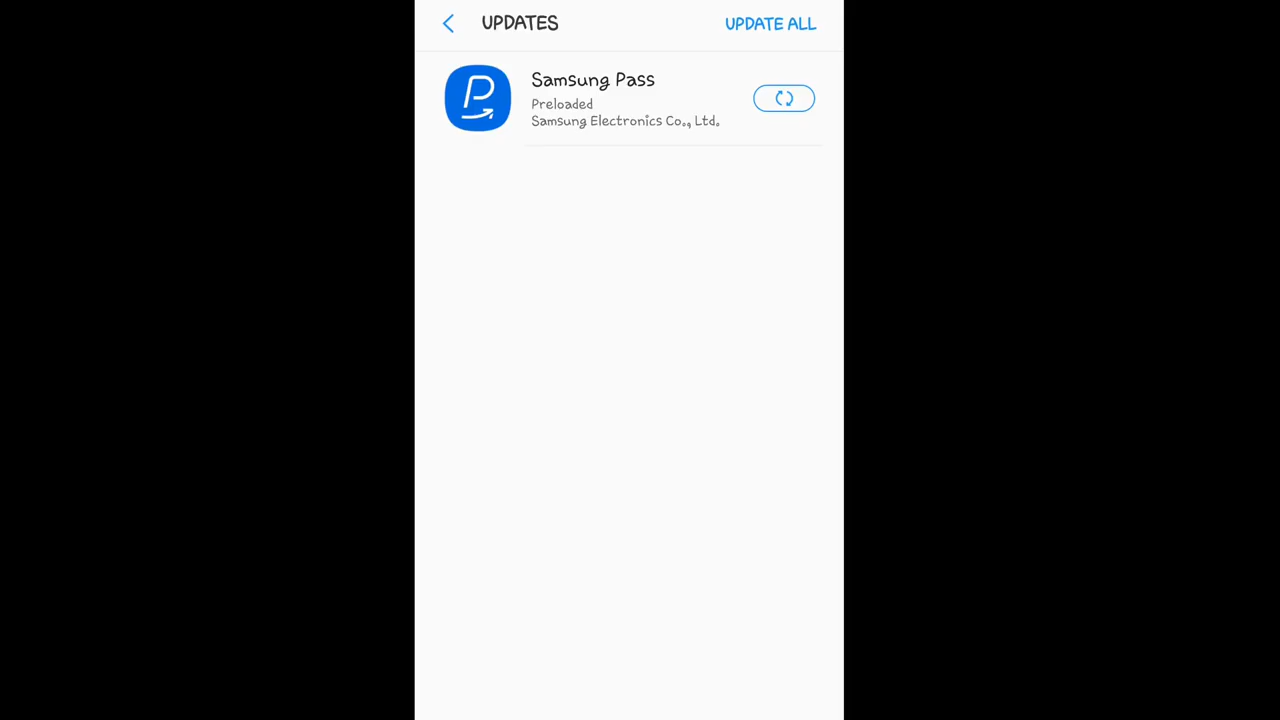 UPDATES
UPDATE ALL
Samsung Pass
Preloaded
Samsung Electronics Co., Ltd.